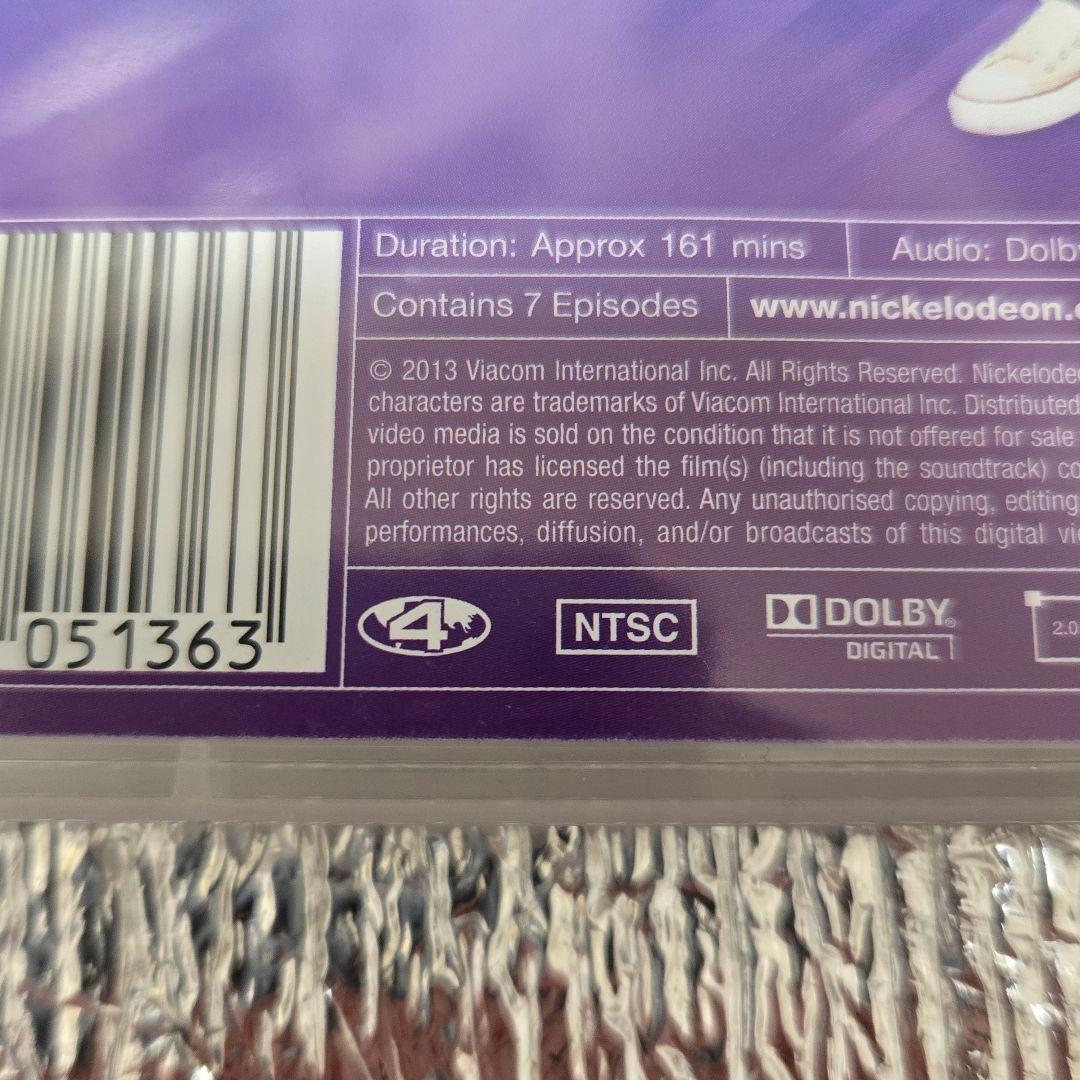 Duration: Approx 161 mins
Audio: Dolb
Contains 7 Episodes
www.nickelodeon.
© 2013 Viacom International Inc. All Rights Reserved. Nickelode
characters are trademarks of Viacom International Inc. Distributed
video media is sold on the condition that it is not offered for sale
proprietor has licensed the film(s) (including the soundtrack) co
All other rights are reserved. Any unauthorised copying, editing,
performances, diffusion, and/or broadcasts of this digital vi
051363
4
NTSC
DOLBY®
DIGITAL
2.0